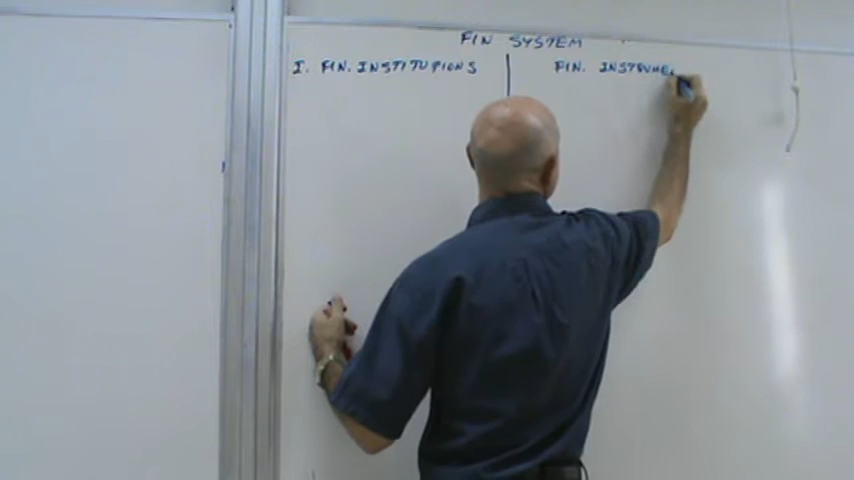 FIN SYSTEM
I. FIN. INSTITUTIONS
FIN. INSTRUME